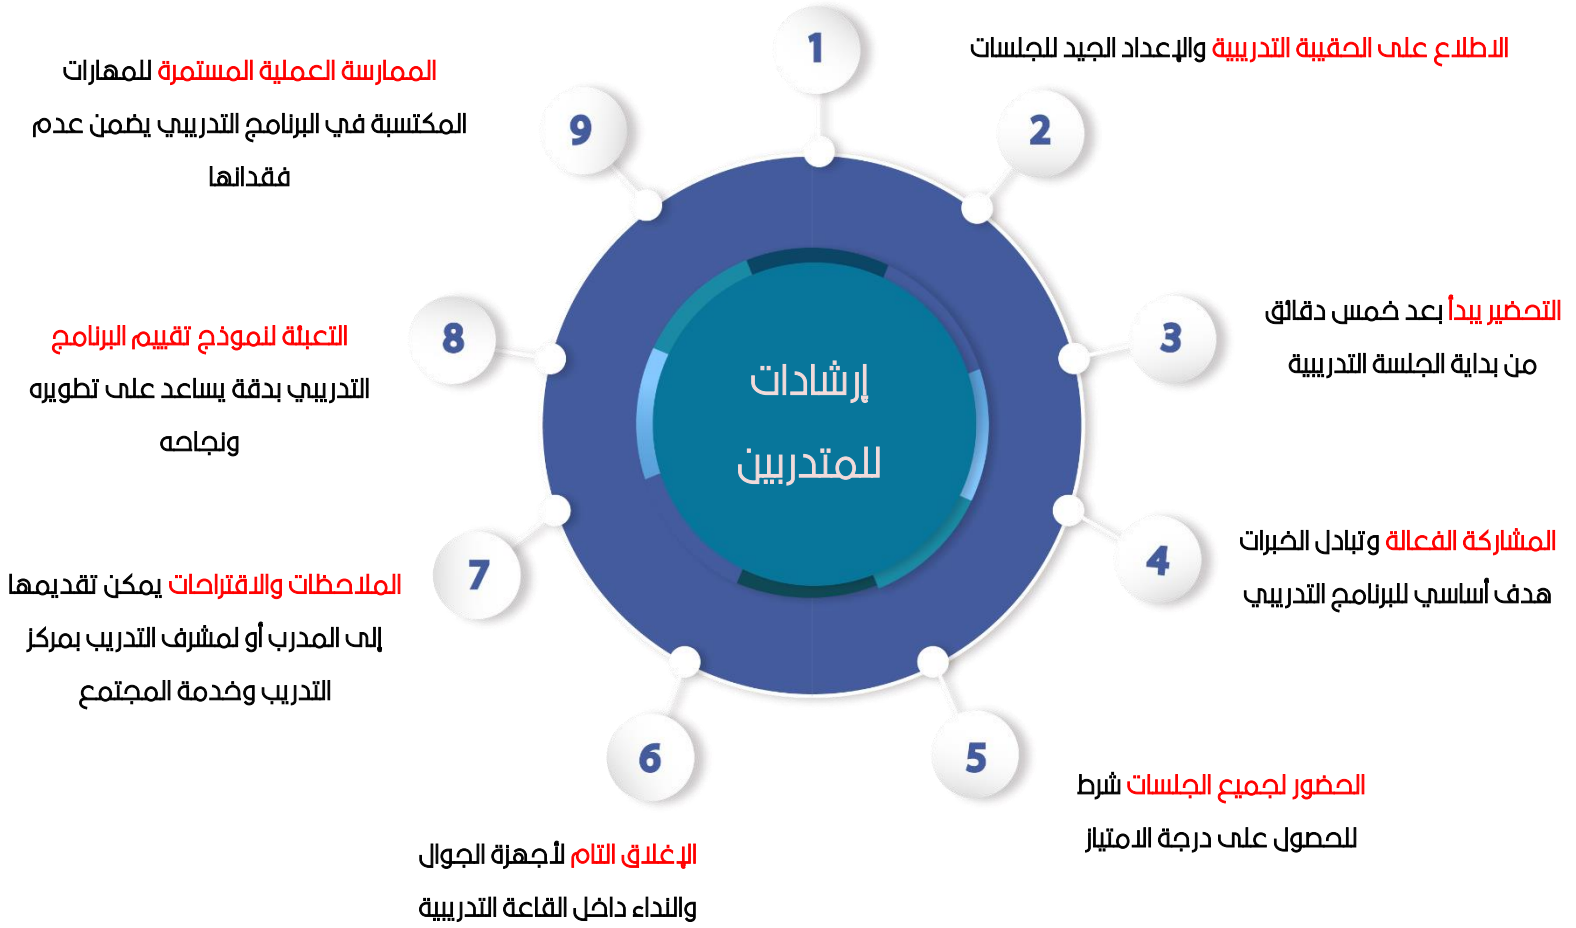 إرشادات
للمتدربين
1
الاطلاع على الحقيبة التدريبية والإعداد الجيد للجلسات
2
3
التحضير يبدأ بعد خمس دقائق
من بداية الجلسة التدريبية
4
المشاركة الفعالة وتبادل الخبرات
هدف أساسي للبرنامج التدريبي
5
الحضور لجميع الجلسات شرط
للحصول على درجة الامتياز
6
الإغلاق التام لأجهزة الجوال
والنداء داخل القاعة التدريبية
7
الملاحظات والاقتراحات يمكن تقديمها
إلى المدرب أو لمشرف التدريب بمركز
التدريب وخدمة المجتمع
8
التعبئة لنموذج تقييم البرنامج
التدريبي بدقة يساعد على تطويره
ونجاحه
9
الممارسة العملية المستمرة للمهارات
المكتسبة في البرنامج التدريبي يضمن عدم
فقدانها